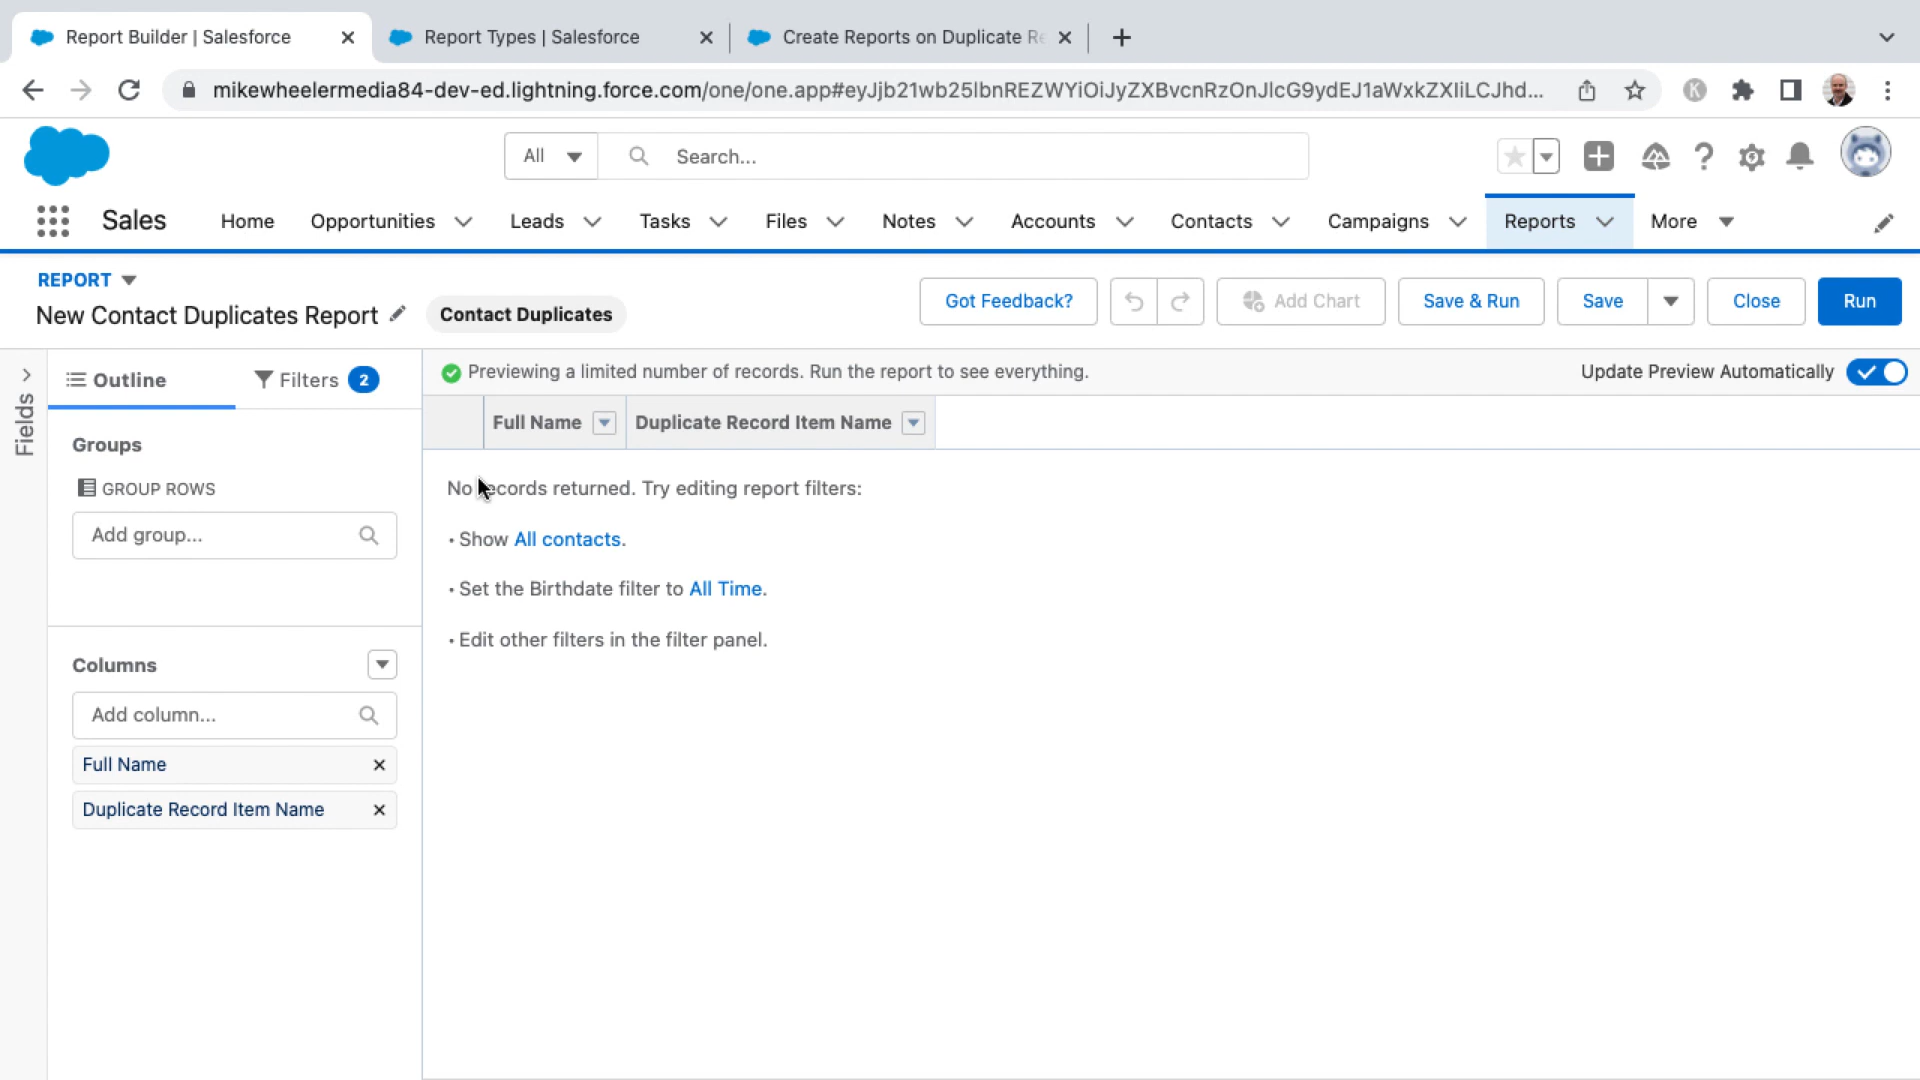 Report Builder | Salesforce
Report Types | Salesforce
Create Reports on Duplicate Re
mikewheelermedia84-dev-ed.lightning.force.com/one/one.app#eyJjb21wb25lbnREZWYiOiJyZXBvcnRzOnJlcG9ydEJ1aWxkZXIiLCJhd...
K
All
Search...
Sales
Home
Opportunities
Leads
Tasks
Files
Notes
Accounts
Contacts
Campaigns
Reports
More
REPORT
New Contact Duplicates Report
Contact Duplicates
Got Feedback?
Add Chart
Save & Run
Save
Close
Run
Fields
Outline
Filters 2
Previewing a limited number of records. Run the report to see everything.
Update Preview Automatically
Full Name
Duplicate Record Item Name
Groups
GROUP ROWS
Add group...
No records returned. Try editing report filters:
• Show All contacts.
• Set the Birthdate filter to All Time.
• Edit other filters in the filter panel.
Columns
Add column...
Full Name
Duplicate Record Item Name